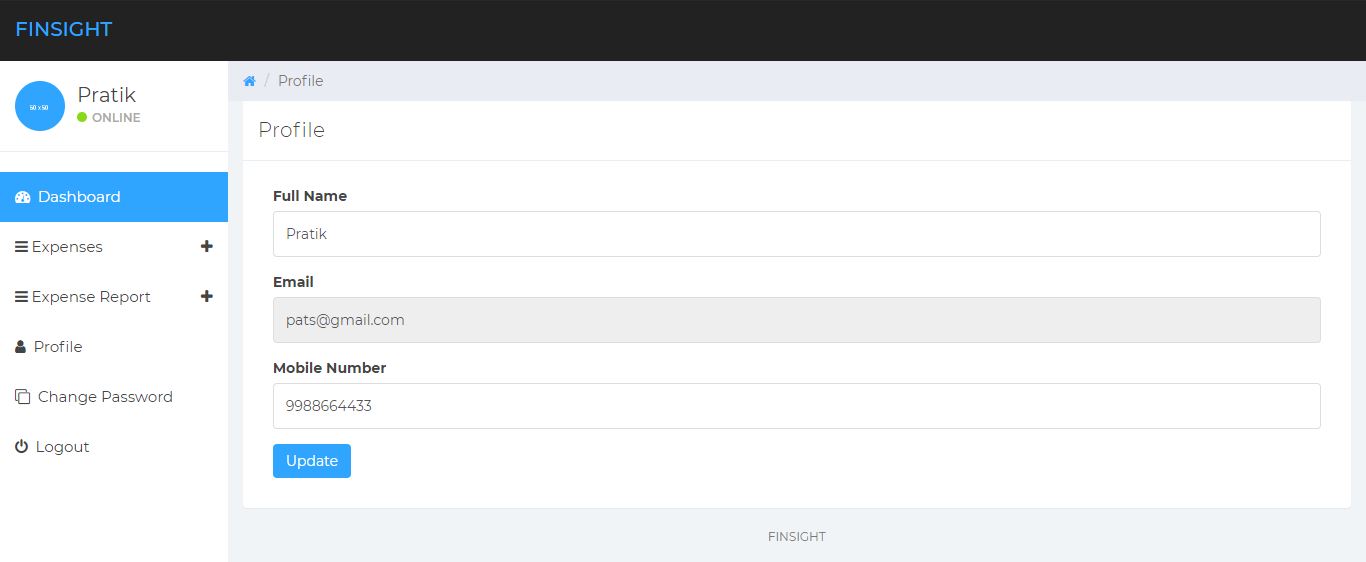 FINSIGHT
50 x 50
Pratik
ONLINE
Dashboard
Expenses
Expense Report
Profile
Change Password
Logout
/ Profile
Profile
Full Name
Pratik
Email
pats@gmail.com
Mobile Number
9988664433
Update
FINSIGHT